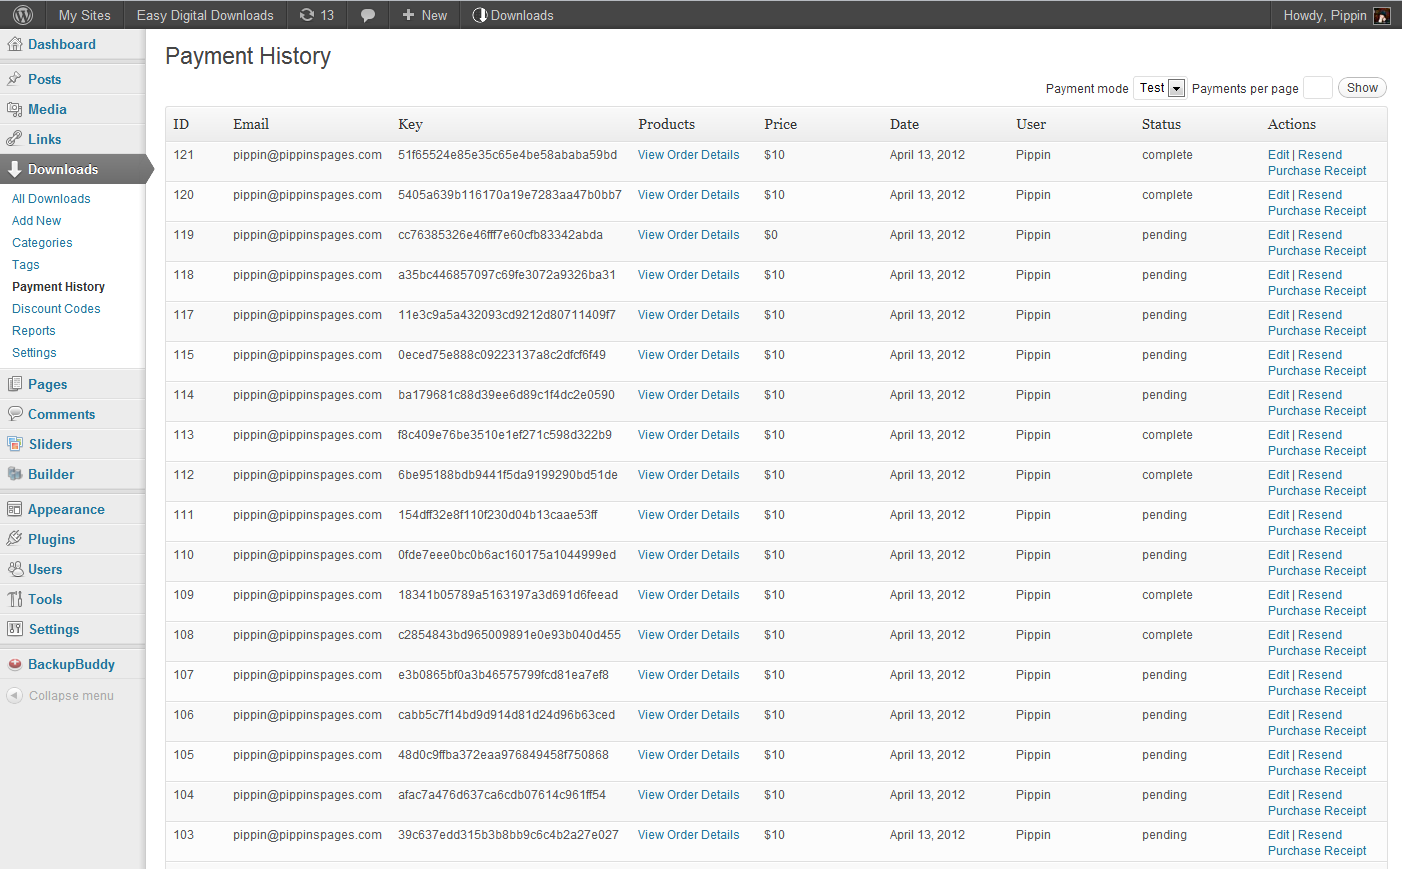 My Sites Easy Digital Downloads 13 New Downloads Howdy, Pippin
Dashboard
Posts
Media
Links
Downloads
All Downloads
Add New
Categories
Tags
Payment History
Discount Codes
Reports
Settings
Pages
Comments
Sliders
Builder
Appearance
Plugins
Users
Tools
Settings
BackupBuddy
Collapse menu
Payment History
Payment mode Test Payments per page Show
ID Email Key Products Price Date User Status Actions
121 pippin@pippinspages.com 51f65524e85e35c65e4be58ababa59bd View Order Details $10 April 13, 2012 Pippin complete Edit | Resend
Purchase Receipt
120 pippin@pippinspages.com 5405a639b116170a19e7283aa47b0bb7 View Order Details $10 April 13, 2012 Pippin complete Edit | Resend
Purchase Receipt
119 pippin@pippinspages.com cc76385326e46fff7e60cfb83342abda View Order Details $0 April 13, 2012 Pippin pending Edit | Resend
Purchase Receipt
118 pippin@pippinspages.com a35bc446857097c69fe3072a9326ba31 View Order Details $10 April 13, 2012 Pippin pending Edit | Resend
Purchase Receipt
117 pippin@pippinspages.com 11e3c9a5a432093cd9212d80711409f7 View Order Details $10 April 13, 2012 Pippin pending Edit | Resend
Purchase Receipt
115 pippin@pippinspages.com 0eced75e888c09223137a8c2dfcf6f49 View Order Details $10 April 13, 2012 Pippin pending Edit | Resend
Purchase Receipt
114 pippin@pippinspages.com ba179681c88d39ee6d89c1f4dc2e0590 View Order Details $10 April 13, 2012 Pippin pending Edit | Resend
Purchase Receipt
113 pippin@pippinspages.com f8c409e76be3510e1ef271c598d322b9 View Order Details $10 April 13, 2012 Pippin complete Edit | Resend
Purchase Receipt
112 pippin@pippinspages.com 6be95188bdb9441f5da9199290bd51de View Order Details $10 April 13, 2012 Pippin complete Edit | Resend
Purchase Receipt
111 pippin@pippinspages.com 154dff32e8f110f230d04b13caae53ff View Order Details $10 April 13, 2012 Pippin pending Edit | Resend
Purchase Receipt
110 pippin@pippinspages.com 0fde7eee0bc0b6ac160175a1044999ed View Order Details $10 April 13, 2012 Pippin pending Edit | Resend
Purchase Receipt
109 pippin@pippinspages.com 18341b05789a5163197a3d691d6feead View Order Details $10 April 13, 2012 Pippin complete Edit | Resend
Purchase Receipt
108 pippin@pippinspages.com c2854843bd965009891e0e93b040d455 View Order Details $10 April 13, 2012 Pippin complete Edit | Resend
Purchase Receipt
107 pippin@pippinspages.com e3b0865bf0a3b46575799fcd81ea7ef8 View Order Details $10 April 13, 2012 Pippin pending Edit | Resend
Purchase Receipt
106 pippin@pippinspages.com cabb5c7f14bd9d914d81d24d96b63ced View Order Details $10 April 13, 2012 Pippin pending Edit | Resend
Purchase Receipt
105 pippin@pippinspages.com 48d0c9ffba372eaa976849458f750868 View Order Details $10 April 13, 2012 Pippin pending Edit | Resend
Purchase Receipt
104 pippin@pippinspages.com afac7a476d637ca6cdb07614c961ff54 View Order Details $10 April 13, 2012 Pippin pending Edit | Resend
Purchase Receipt
103 pippin@pippinspages.com 39c637edd315b3b8bb9c6c4b2a27e027 View Order Details $10 April 13, 2012 Pippin pending Edit | Resend
Purchase Receipt